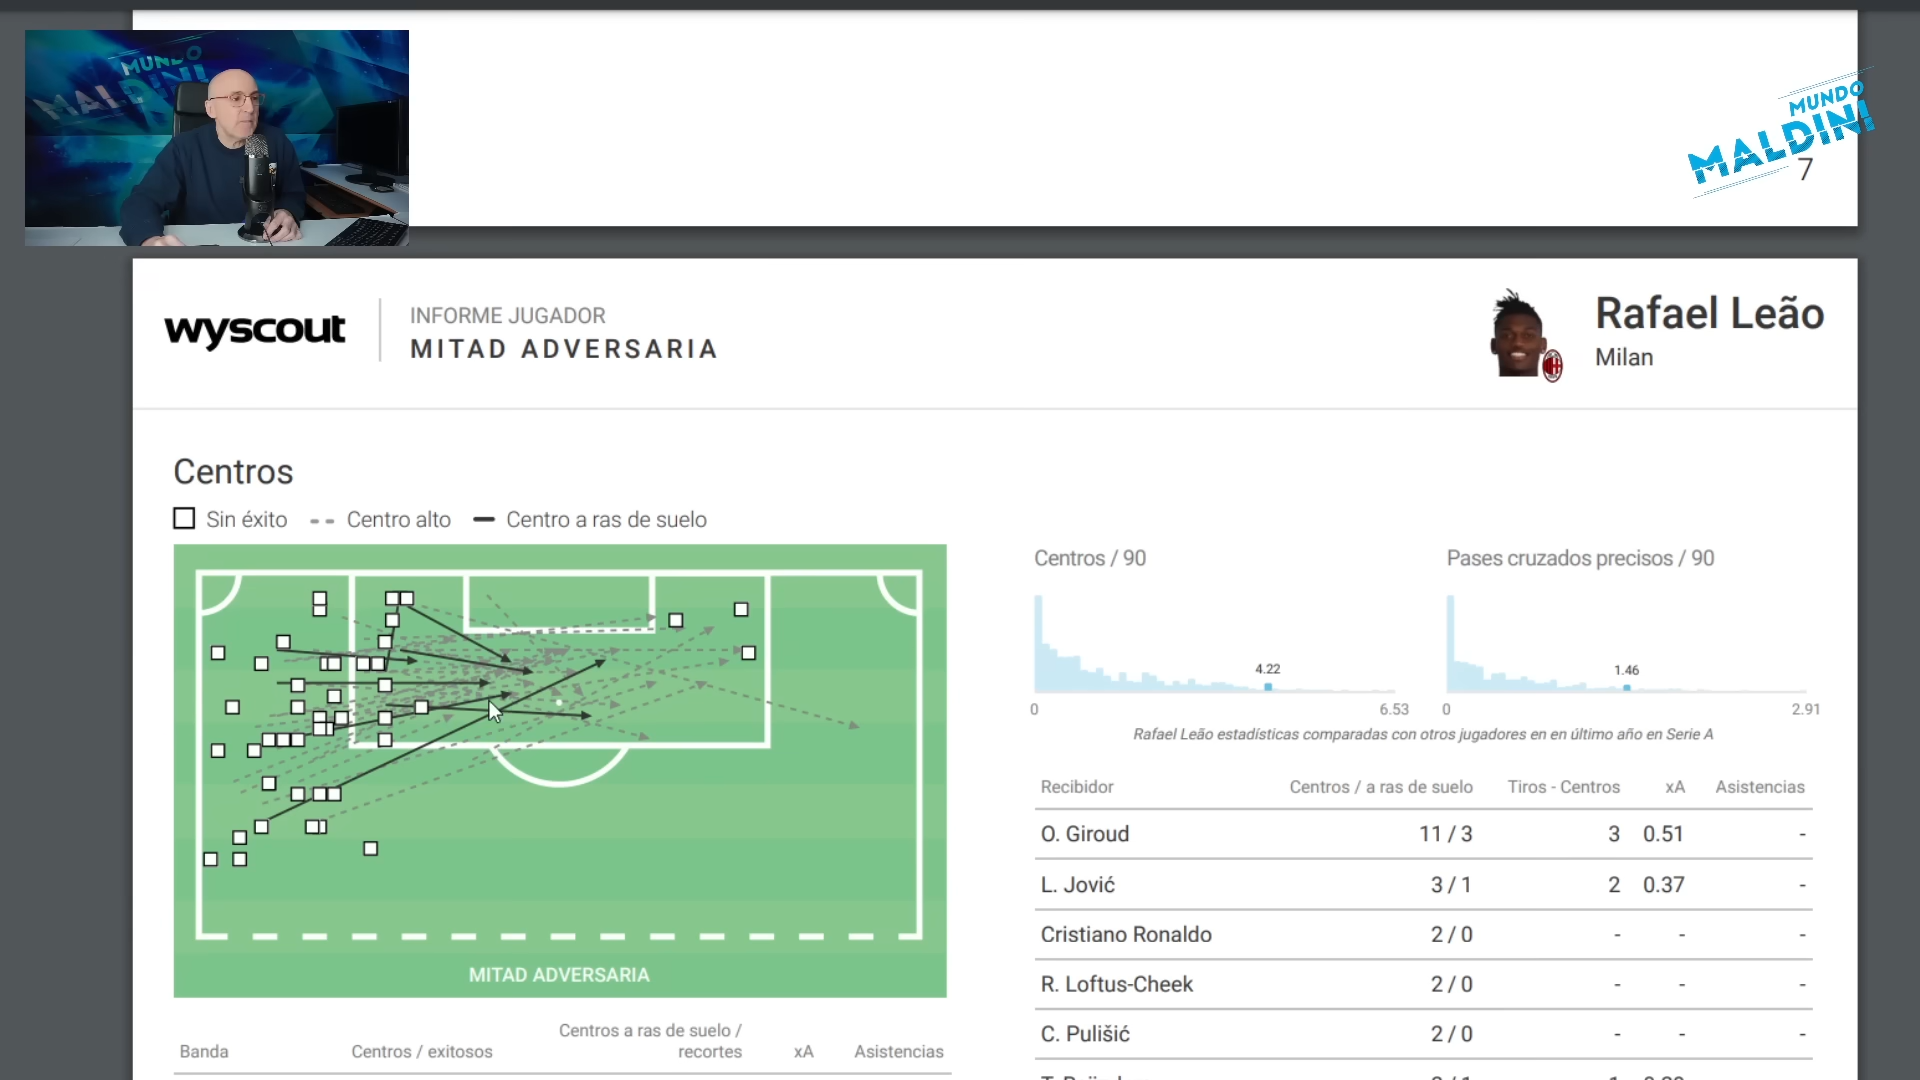 MUNDO
MALDINI
MUNDO
MALDINI
7
wyscout
INFORME JUGADOR
MITAD ADVERSARIA
Rafael Leão
Milan
Centros
Sin éxito
Centro alto
Centro a ras de suelo
MITAD ADVERSARIA
Banda
Centros / exitosos
Centros a ras de suelo /
recortes
xA
Asistencias
Centros / 90
4.22
0
6.53
Pases cruzados precisos / 90
1.46
0
2.91
Rafael Leão estadísticas comparadas con otros jugadores en en último año en Serie A
Recibidor Centros / a ras de suelo Tiros - Centros xA Asistencias
O. Giroud 11 / 3 3 0.51 -
L. Jović 3 / 1 2 0.37 -
Cristiano Ronaldo 2 / 0 - - -
R. Loftus-Cheek 2 / 0 - - -
C. Pulišić 2 / 0 - - -